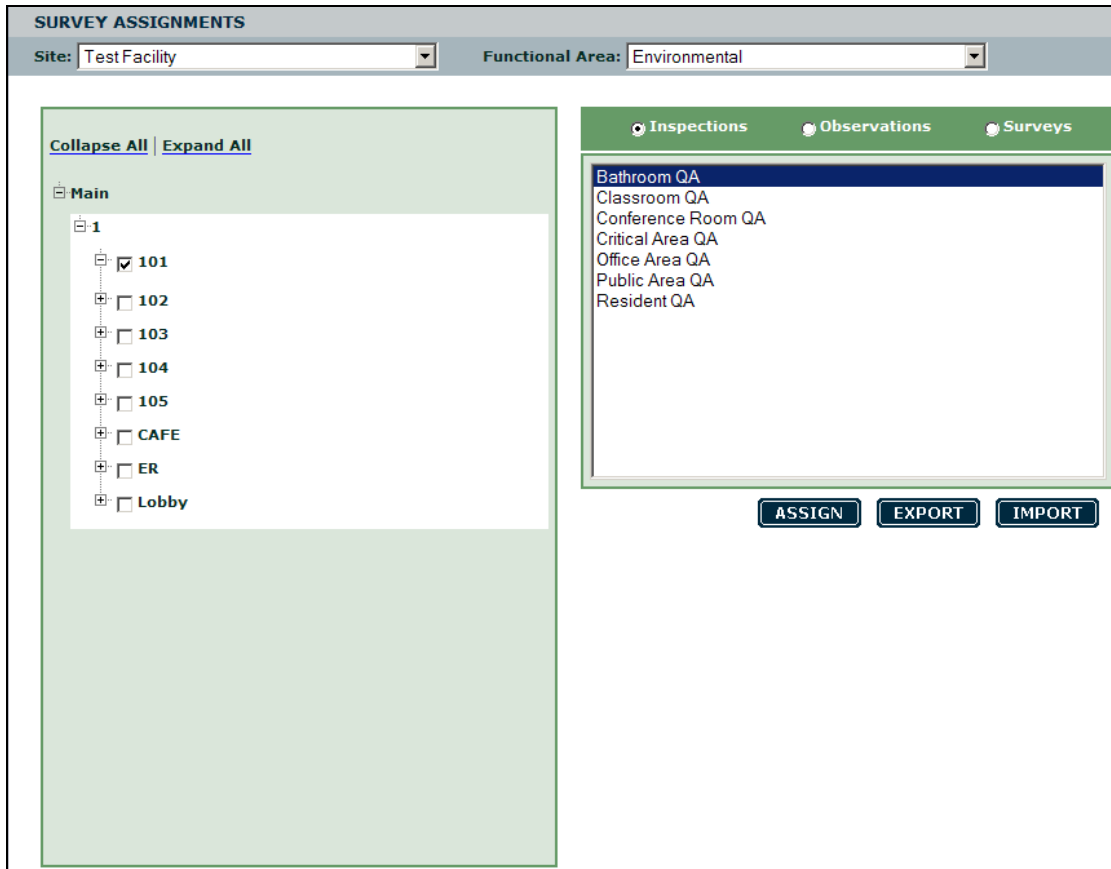 SURVEY ASSIGNMENTS
Site: Test Facility Functional Area: Environmental
Collapse All | Expand All
Main
1
101
102
103
104
105
CAFE
ER
Lobby
Inspections Observations Surveys
Bathroom QA
Classroom QA
Conference Room QA
Critical Area QA
Office Area QA
Public Area QA
Resident QA
ASSIGN EXPORT IMPORT